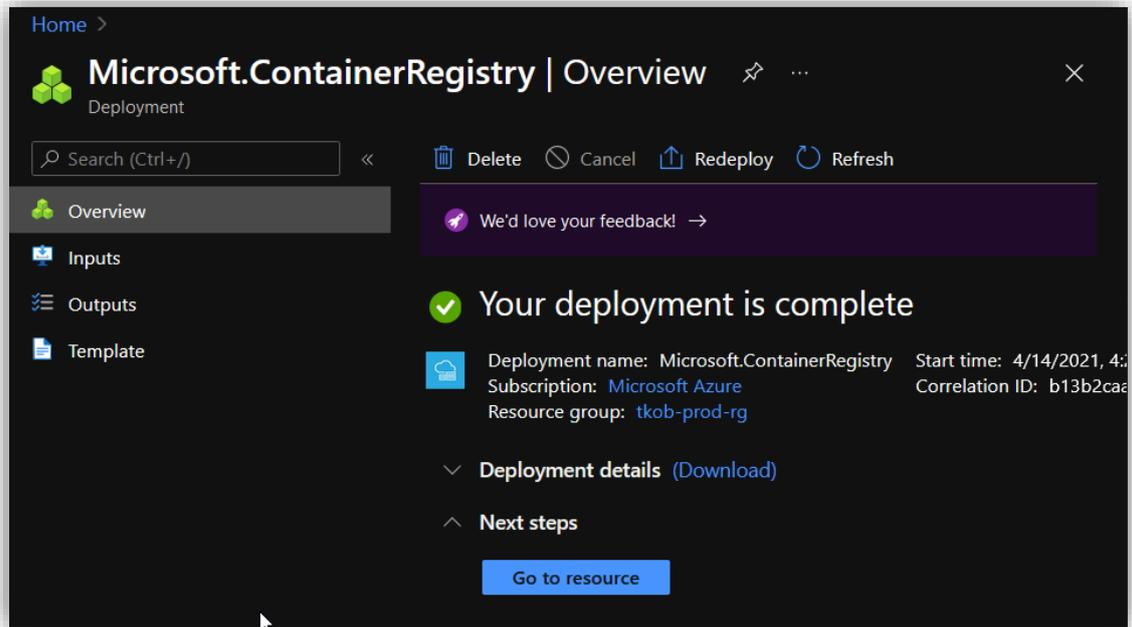 Home >
Microsoft.ContainerRegistry | Overview ...
Deployment
Search (Ctrl+/) «
Delete Cancel Redeploy Refresh
Overview
We'd love your feedback! →
Inputs
Outputs
Template
Your deployment is complete
Deployment name: Microsoft.ContainerRegistry Start time: 4/14/2021,
Subscription: Microsoft Azure Correlation ID: b13b2caa
Resource group: tkob-prod-rg
Deployment details (Download)
Next steps
Go to resource